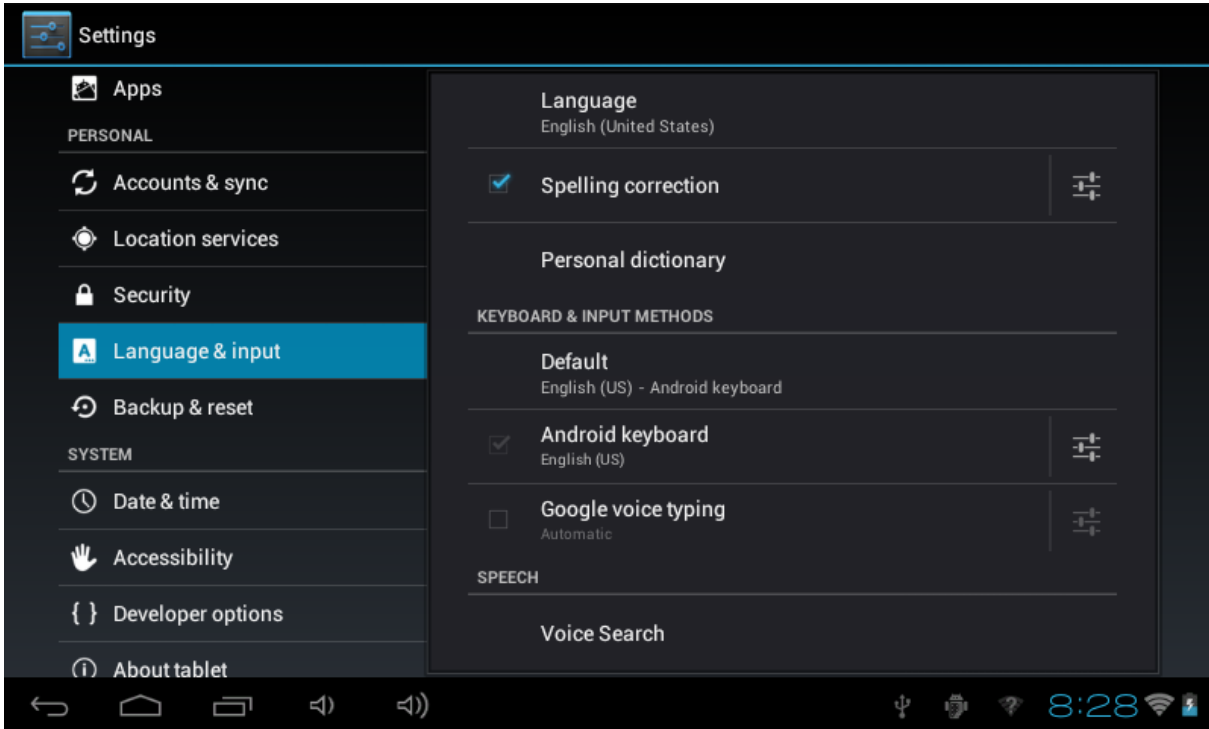 Settings
Apps
PERSONAL
Accounts & sync
Location services
Security
Language & input
Backup & reset
SYSTEM
Date & time
Accessibility
{ } Developer options
About tablet
Language
English (United States)
Spelling correction
Personal dictionary
KEYBOARD & INPUT METHODS
Default
English (US) - Android keyboard
Android keyboard
English (US)
Google voice typing
Automatic
SPEECH
Voice Search
8:28